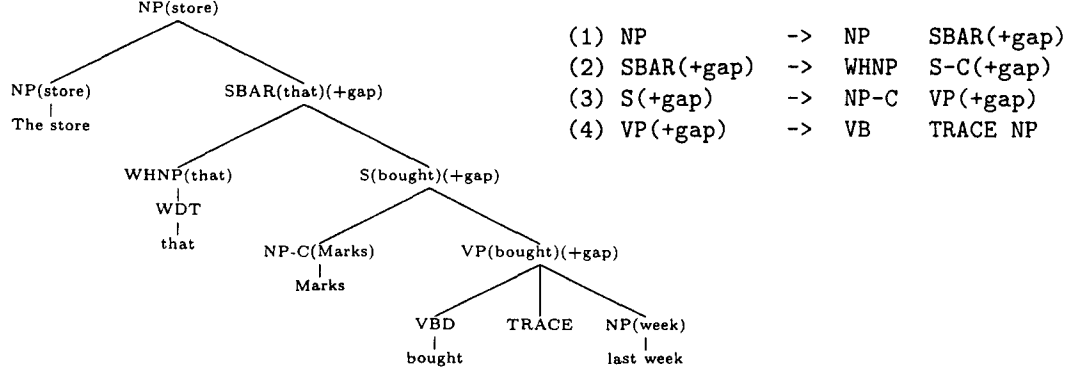 NP(store)
NP(store) SBAR(that)(+gap)
The store
WHNP(that) S(bought)(+gap)
WDT
that NP-C(Marks) VP(bought)(+gap)
Marks
VBD TRACE NP(week)
bought last week
(1) NP -> NP SBAR(+gap)
(2) SBAR(+gap) -> WHNP S-C(+gap)
(3) S(+gap) -> NP-C VP(+gap)
(4) VP(+gap) -> VB TRACE NP